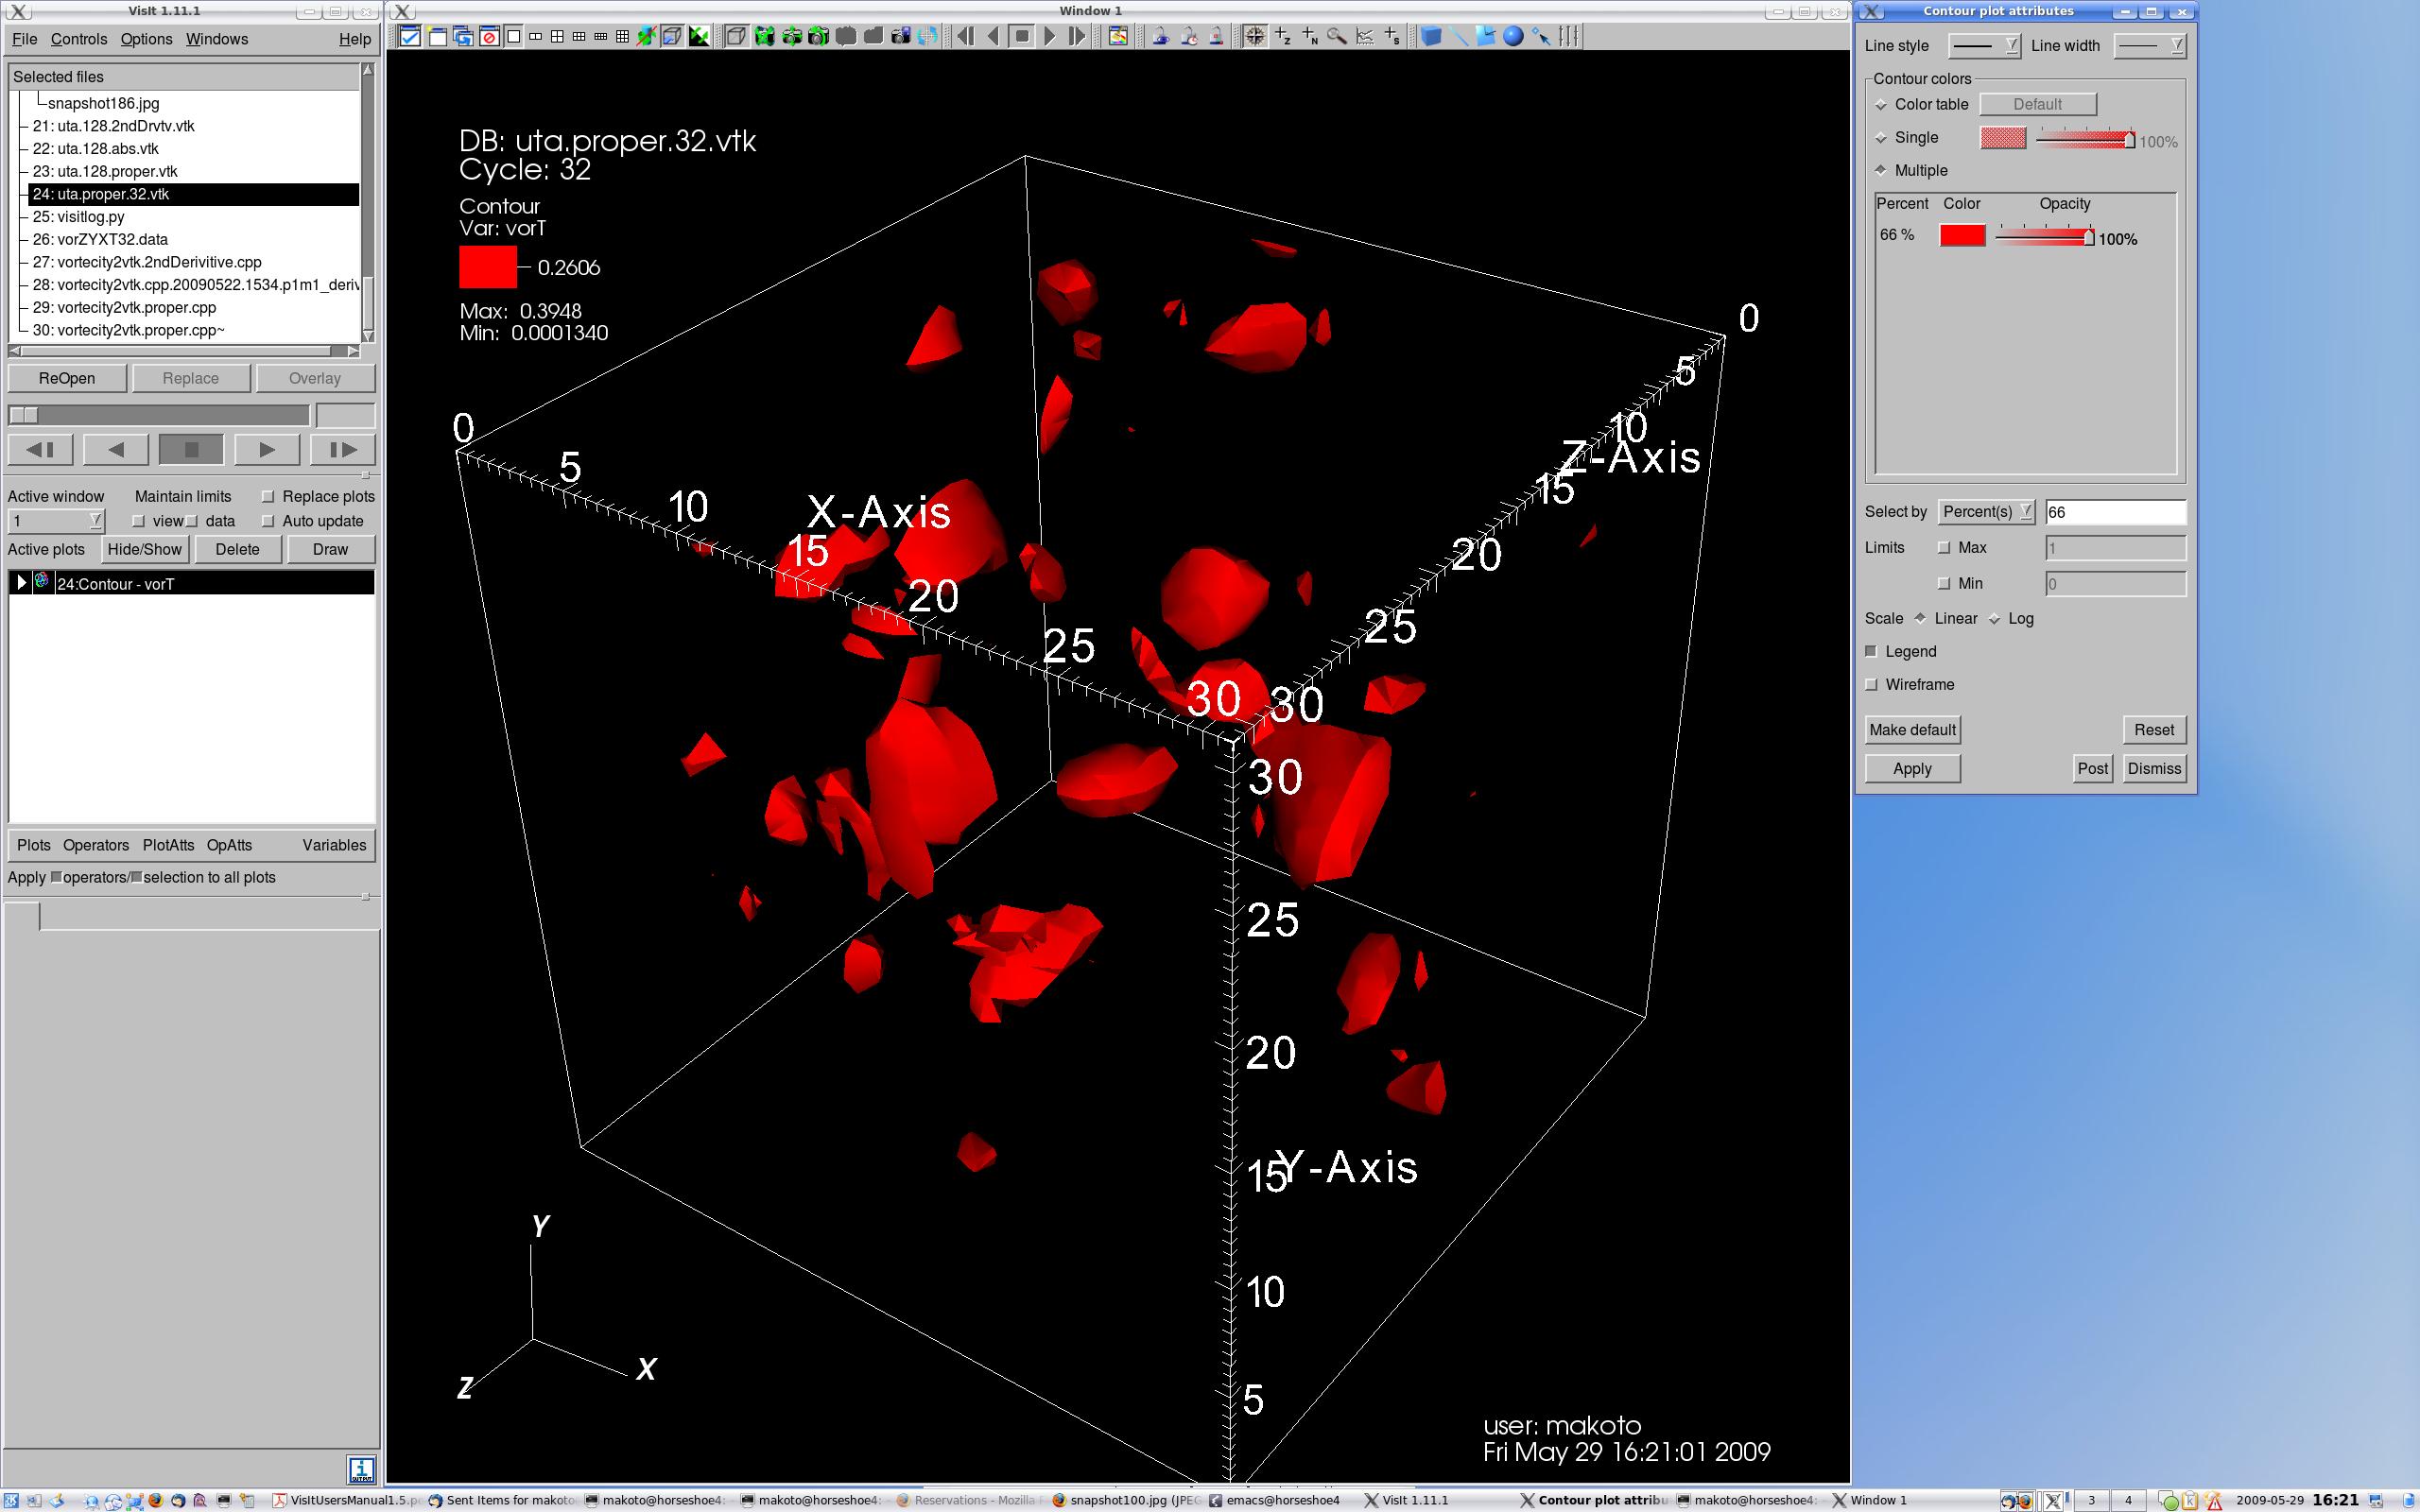 VisIt 1.11.1
File Controls Options Windows Help
Selected files
snapshot186.jpg
21: uta.128.2ndDrvtv.vtk
22: uta.128.abs.vtk
23: uta.128.proper.vtk
24: uta.proper.32.vtk
25: visitlog.py
26: vorZYXT32.data
27: vortecity2vtk.2ndDerivitive.cpp
28: vortecity2vtk.cpp.20090522.1534.p1m1_deriv
29: vortecity2vtk.proper.cpp
30: vortecity2vtk.proper.cpp~
ReOpen Replace Overlay
Active window Maintain limits Replace plots
1 view data Auto update
Active plots Hide/Show Delete Draw
24:Contour - vorT
Plots Operators PlotAtts OpAtts Variables
Apply operators/ selection to all plots
Window 1
DB: uta.proper.32.vtk
Cycle: 32
Contour
Var: vorT
0.2606
Max: 0.3948
Min: 0.0001340
0
5
10
X-Axis
15
20
25
30
0
5
10
Z-Axis
15
20
25
30
30
25
20
15
Y-Axis
10
5
Y
X
Z
user: makoto
Fri May 29 16:21:01 2009
Contour plot attributes
Line style Line width
Contour colors
Color table Default
Single 100%
Multiple
Percent Color Opacity
66 % 100%
Select by Percent(s) 66
Limits Max 1
Min 0
Scale Linear Log
Legend
Wireframe
Make default Reset
Apply Post Dismiss
VisItUsersManual1.5.p Sent Items for makoto makoto@horseshoe4: makoto@horseshoe4: Reservations - Mozilla F snapshot100.jpg (JPEG emacs@horseshoe4 VisIt 1.11.1 Contour plot attribu makoto@horseshoe4: Window 1 3 4 2009-05-29 16:21